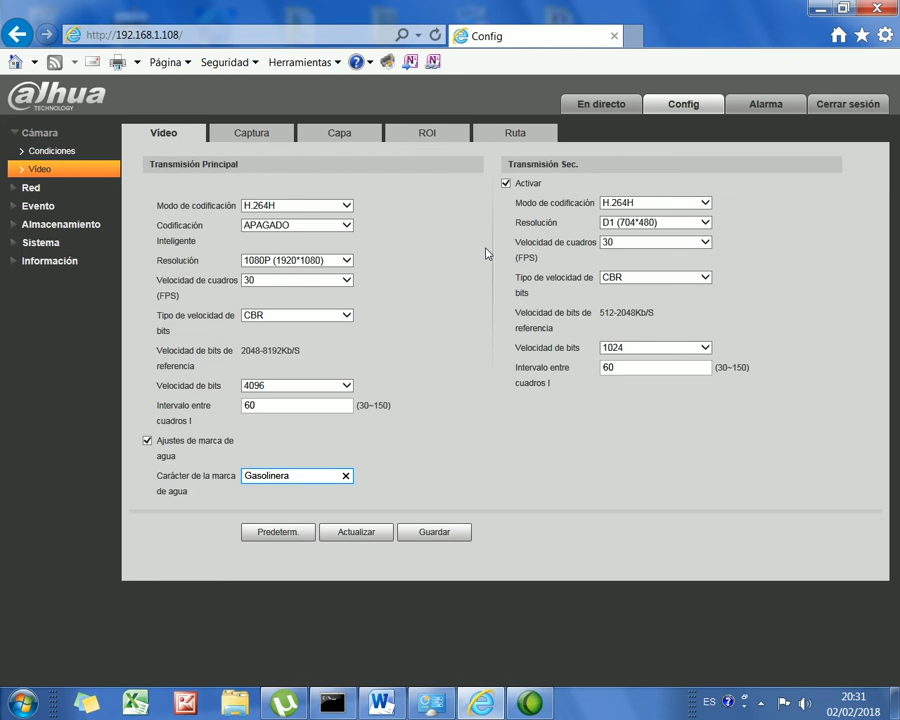 http://192.168.1.108/
Config
Página
Seguridad
Herramientas
alhua
TECHNOLOGY
En directo
Config
Alarma
Cerrar sesión
Cámara
Condiciones
Vídeo
Red
Evento
Almacenamiento
Sistema
Información
Vídeo
Captura
Capa
ROI
Ruta
Transmisión Principal
Modo de codificación H.264H
Codificación Inteligente APAGADO
Resolución 1080P (1920*1080)
Velocidad de cuadros (FPS) 30
Tipo de velocidad de bits CBR
Velocidad de bits de referencia 2048-8192Kb/S
Velocidad de bits 4096
Intervalo entre cuadros I 60 (30~150)
Ajustes de marca de agua
Carácter de la marca de agua Gasolinera
Transmisión Sec.
Activar
Modo de codificación H.264H
Resolución D1 (704*480)
Velocidad de cuadros (FPS) 30
Tipo de velocidad de bits CBR
Velocidad de bits de referencia 512-2048Kb/S
Velocidad de bits 1024
Intervalo entre cuadros I 60 (30~150)
Predeterm.
Actualizar
Guardar
ES
20:31
02/02/2018